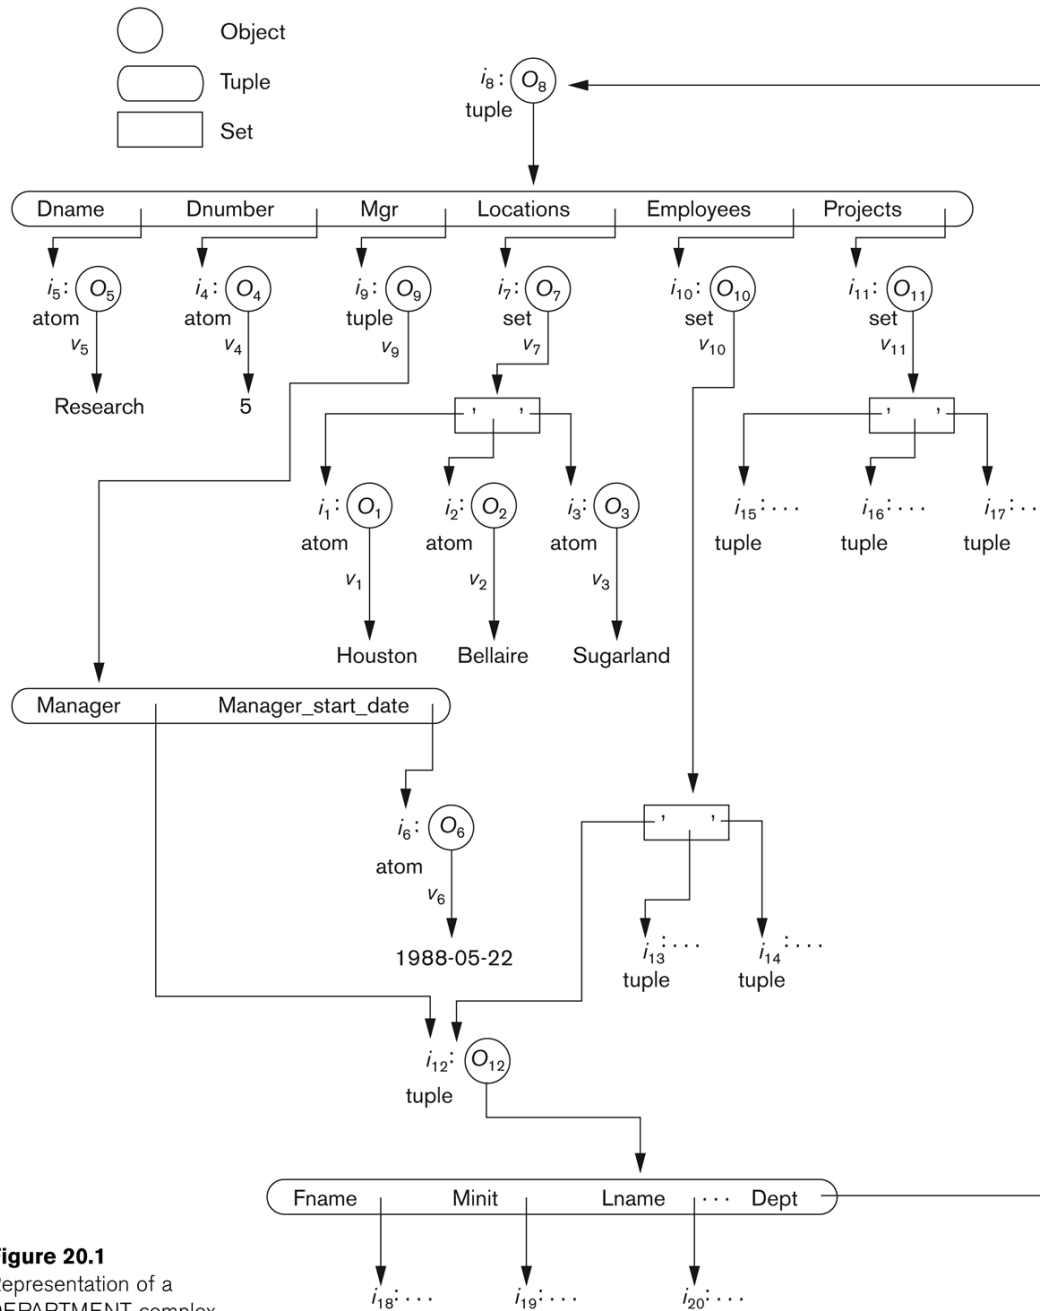 Object
Tuple
Set
i8: O8
tuple
Dname Dnumber Mgr Locations Employees Projects
i5: O5 i4: O4 i9: O9 i7: O7 i10: O10 i11: O11
atom atom tuple set set set
v5 v4 v9 v7 v10 v11
Research 5
, ,
, ,
i1: O1 i2: O2 i3: O3 i15: ... i16: ... i17: ..
atom atom atom tuple tuple tuple
v1 v2 v3
Houston Bellaire Sugarland
Manager Manager_start_date
i6: O6
atom
v6
1988-05-22
, ,
i13: ... i14: ...
tuple tuple
i12: O12
tuple
Fname Minit Lname ... Dept
i18: ... i19: ... i20: ...
igure 20.1
epresentation of a
DEPARTMENT complex